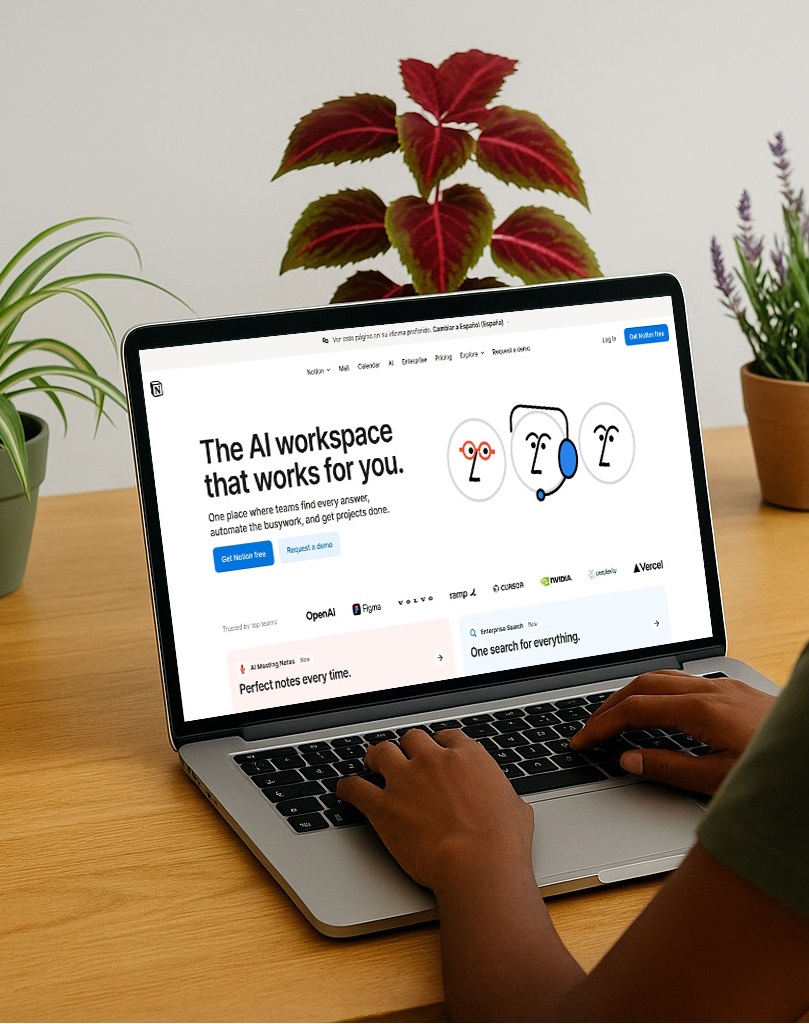 Ver esta página en su idioma preferido. Cambiar a Español (España)
N
Notion Mail Calendar AI Enterprise Pricing Explore Request a demo
Log in
Get Notion free
The AI workspace
that works for you.
One place where teams find every answer,
automate the busywork, and get projects done.
Get Notion free
Request a demo
Trusted by top teams
OpenAI
Figma
VOLVO
ramp
CURSOR
NVIDIA
perplexity
Vercel
AI Meeting Notes New
Perfect notes every time.
Enterprise Search New
One search for everything.